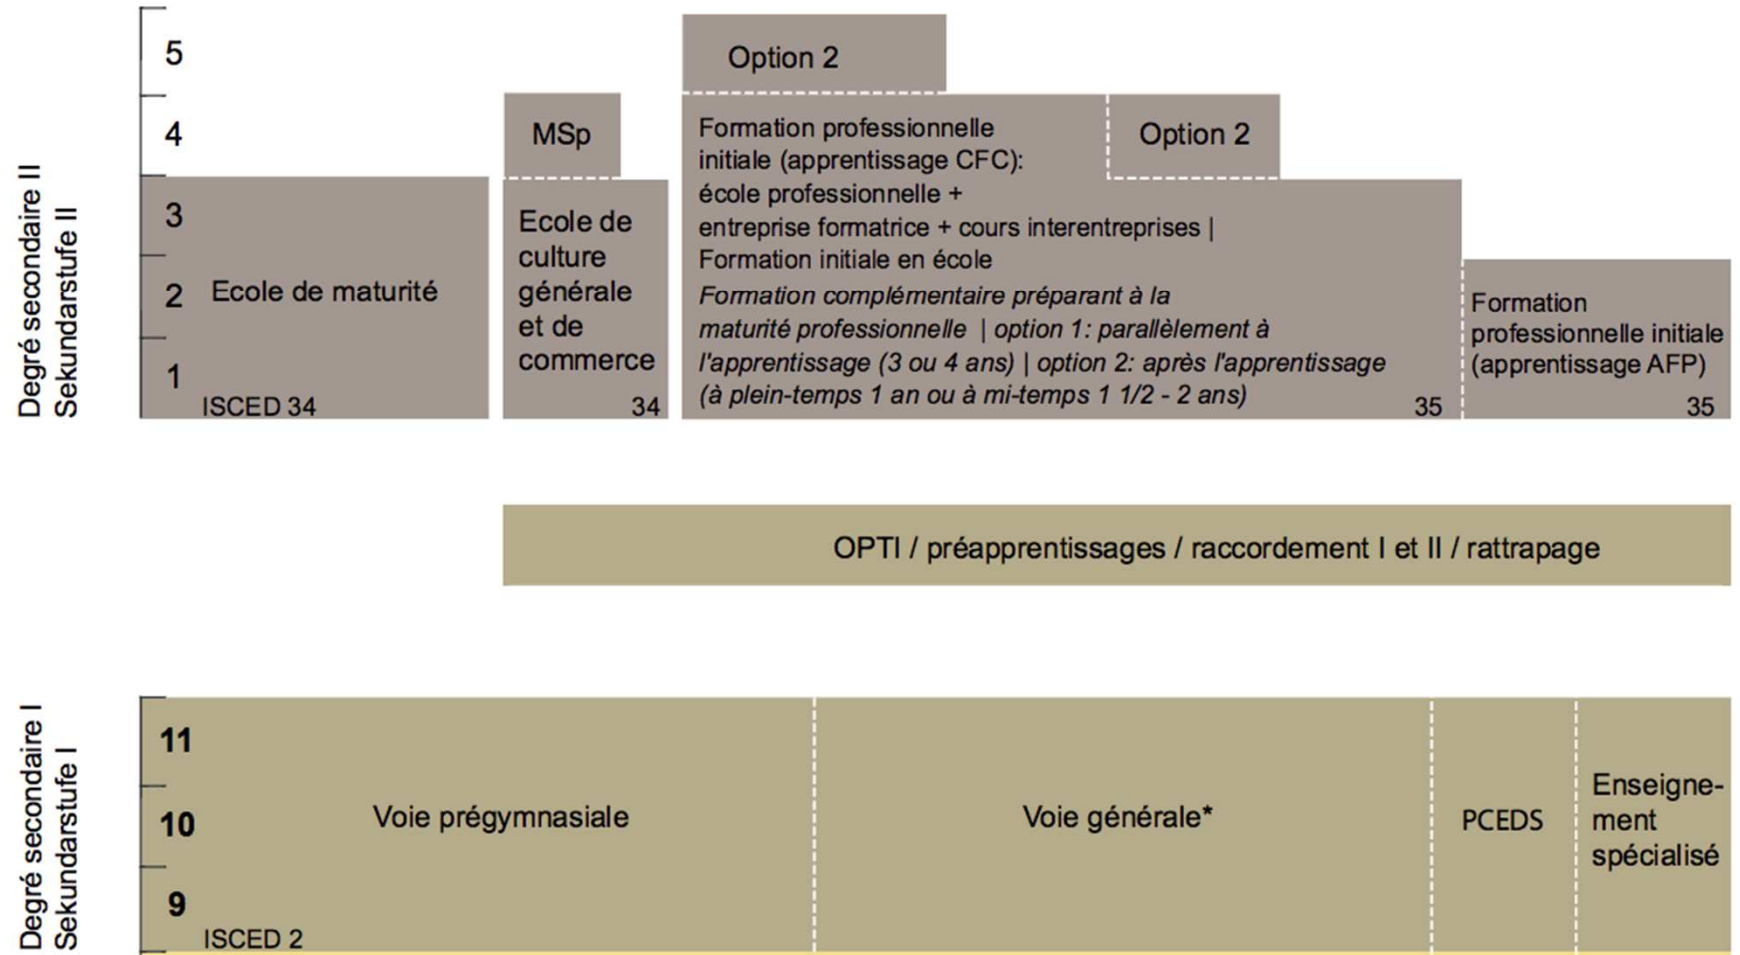 Degré secondaire II
Sekundarstufe II
5
4
3
2
1
Ecole de maturité
ISCED 34
MSp
Ecole de
culture
générale
et de
commerce
34
Option 2
Formation professionnelle
initiale (apprentissage CFC):
école professionnelle +
entreprise formatrice + cours interentreprises |
Formation initiale en école
Formation complémentaire préparant à la
maturité professionnelle | option 1: parallèlement à
l'apprentissage (3 ou 4 ans) | option 2: après l'apprentissage
(à plein-temps 1 an ou à mi-temps 1 1/2 - 2 ans)
35
Option 2
Formation
professionnelle initiale
(apprentissage AFP)
35
OPTI / préapprentissages / raccordement I et II / rattrapage
Degré secondaire I
Sekundarstufe I
11
10
9
ISCED 2
Voie prégymnasiale
Voie générale*
PCEDS
Enseigne-
ment
spécialisé